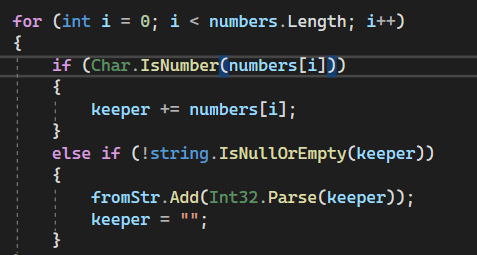 for (int i = 0; i < numbers.Length; i++)
{
if (Char.IsNumber(numbers[i]))
{
keeper += numbers[i];
}
else if (!string.IsNullOrEmpty(keeper))
{
fromStr.Add(Int32.Parse(keeper));
keeper = "";
}